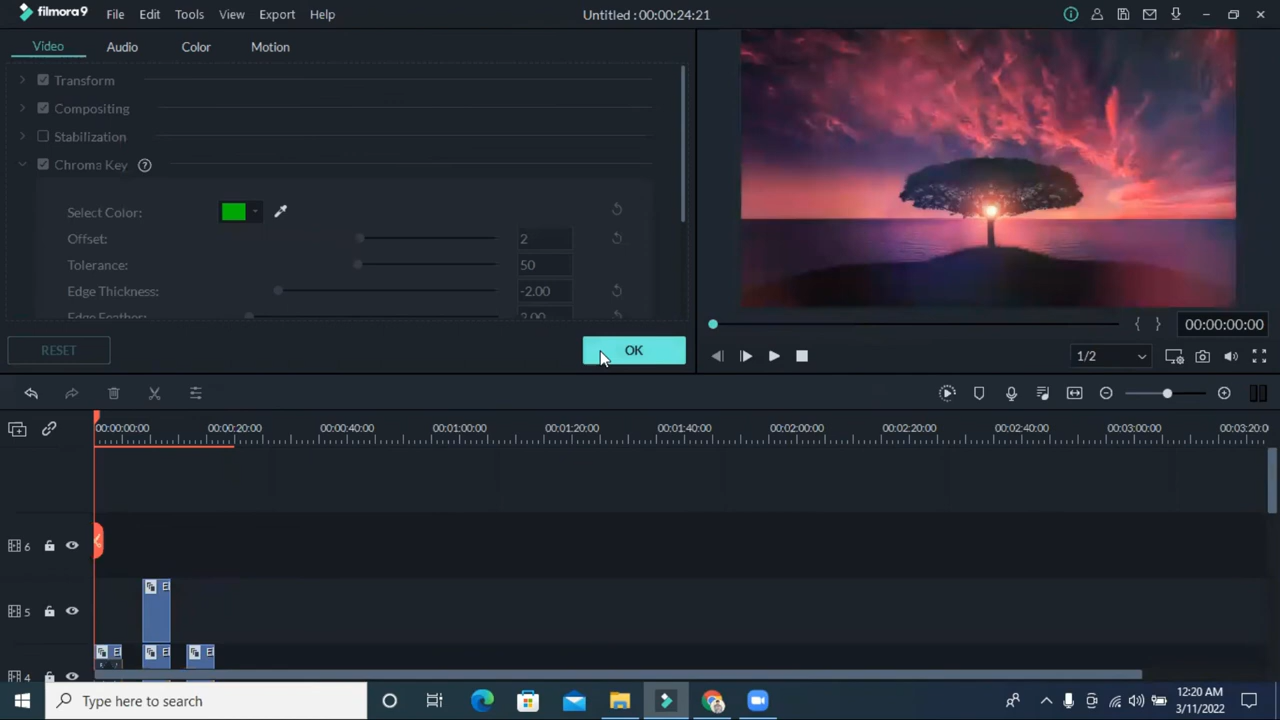 filmora9 File Edit Tools View Export Help Untitled : 00:00:24:21
Video Audio Color Motion
Transform
Compositing
Stabilization
Chroma Key ?
Select Color:
Offset: 2
Tolerance: 50
Edge Thickness: -2.00
Edge Feather: 2.00
{ } 00:00:00:00
RESET OK 1/2
00:00:00:00 00:00:20:00 00:00:40:00 00:01:00:00 00:01:20:00 00:01:40:00 00:02:00:00 00:02:20:00 00:02:40:00 00:03:00:00 00:03:20:0
6
5
4
Type here to search
12:20 AM
3/11/2022